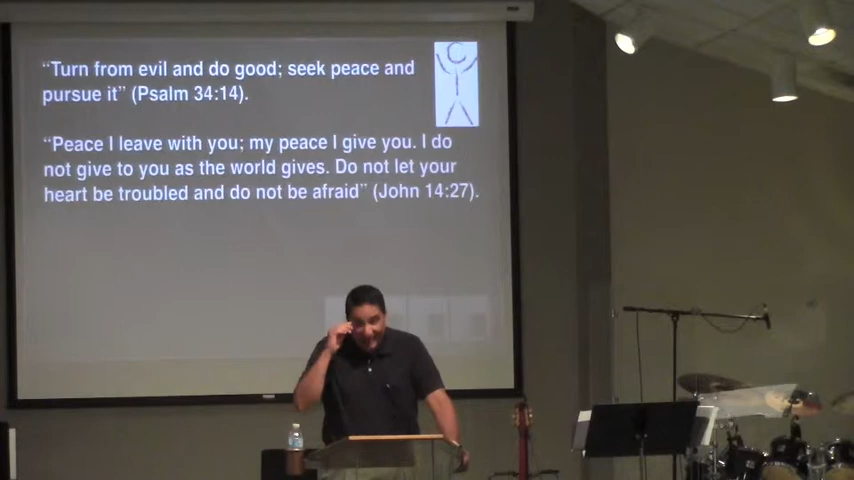 “Turn from evil and do good; seek peace and
pursue it” (Psalm 34:14).
“Peace I leave with you; my peace I give you. I do
not give to you as the world gives. Do not let your
heart be troubled and do not be afraid” (John 14:27).